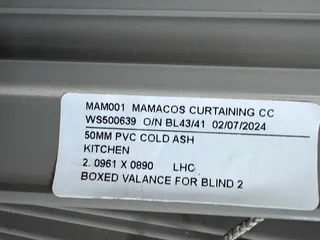 MAM001 MAMACOS CURTAINING CC
WS500639 O/N BL43/41 02/07/2024
50MM PVC COLD ASH
KITCHEN
2. 0961 X 0890 LHC
BOXED VALANCE FOR BLIND 2